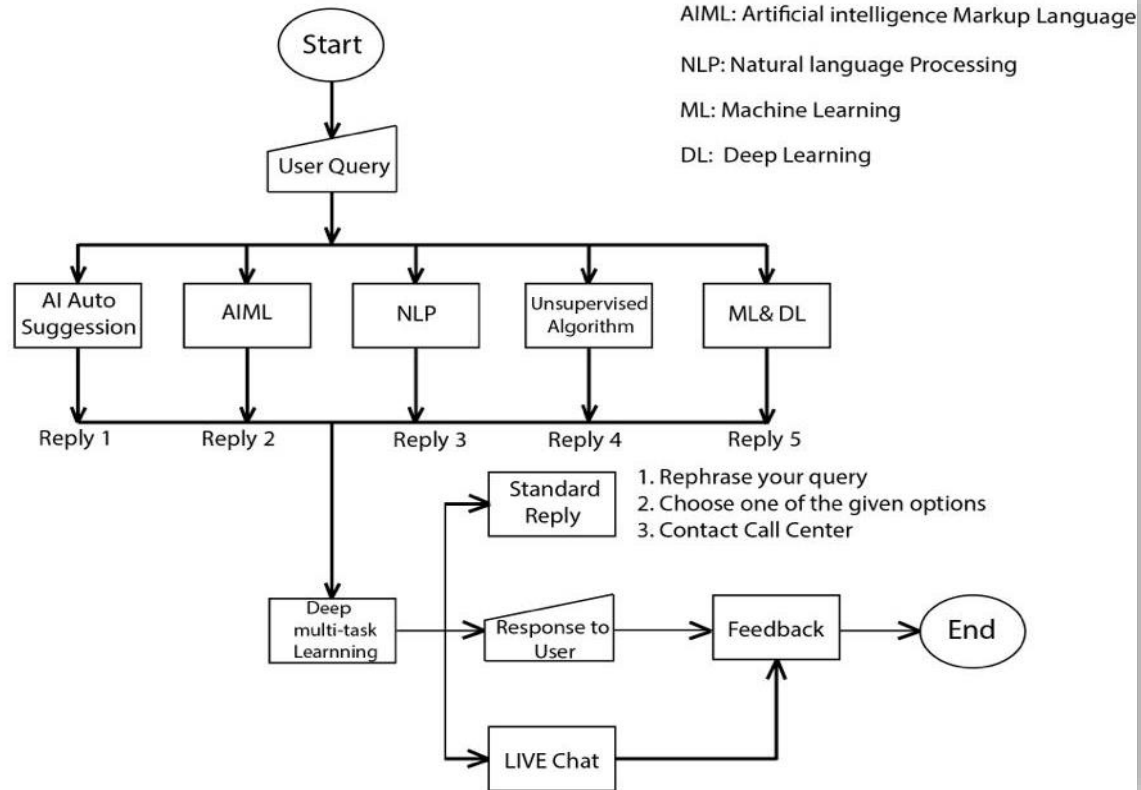 Start
AIML: Artificial intelligence Markup Language
NLP: Natural language Processing
ML: Machine Learning
DL: Deep Learning
User Query
AI Auto
Suggession
AIML
NLP
Unsupervised
Algorithm
ML& DL
Reply 1
Reply 2
Reply 3
Reply 4
Reply 5
Standard
Reply
1. Rephrase your query
2. Choose one of the given options
3. Contact Call Center
Deep
multi-task
Learnning
Response to
User
Feedback
End
LIVE Chat